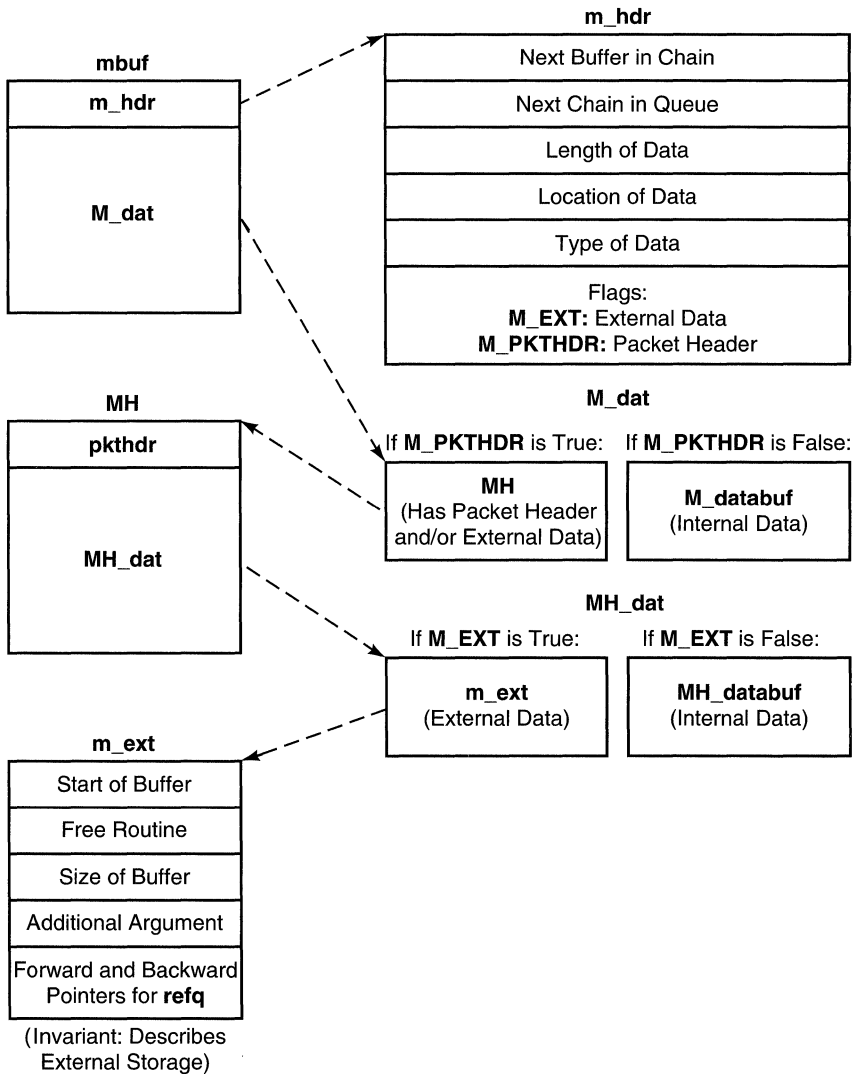 m_hdr
mbuf
m_hdr
M_dat
Next Buffer in Chain
Next Chain in Queue
Length of Data
Location of Data
Type of Data
Flags:
M_EXT: External Data
M_PKTHDR: Packet Header
M_dat
If M_PKTHDR is True:
MH
(Has Packet Header
and/or External Data)
If M_PKTHDR is False:
M_databuf
(Internal Data)
MH
pkthdr
MH_dat
MH_dat
If M_EXT is True:
m_ext
(External Data)
If M_EXT is False:
MH_databuf
(Internal Data)
m_ext
Start of Buffer
Free Routine
Size of Buffer
Additional Argument
Forward and Backward
Pointers for refq
(Invariant: Describes
External Storage)